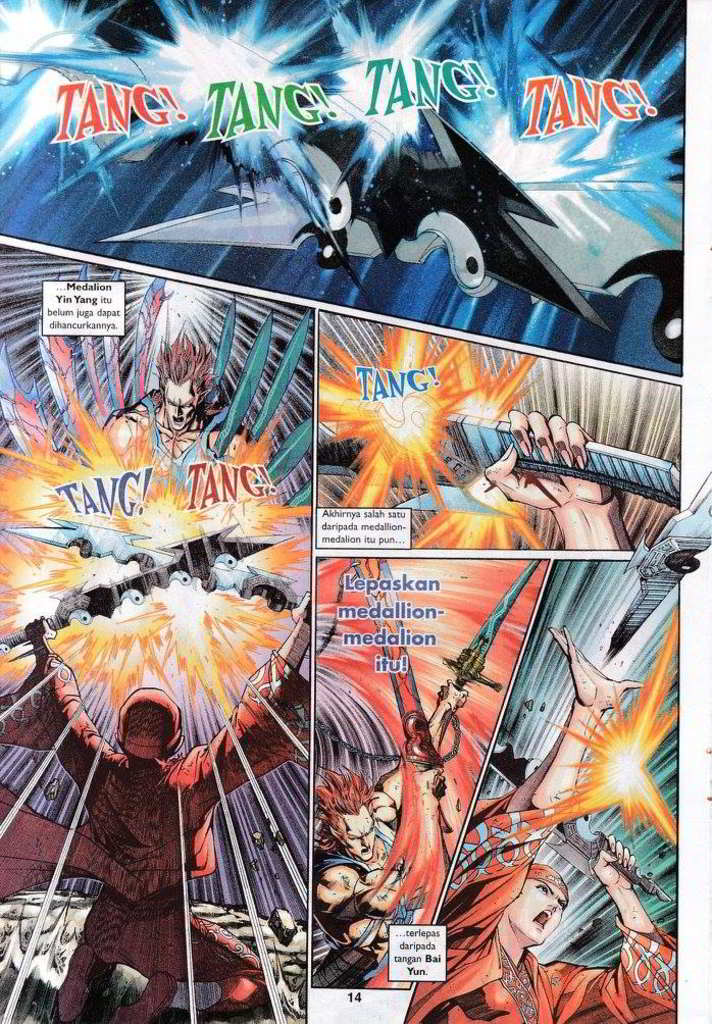 TANG! TANG! TANG! TANG!
...Medalion
Yin Yang itu
belum juga dapat
dihancurkannya.
TANG! TANG!
TANG!
Akhirnya salah satu
daripada medallion-
medalion itu pun...
Lepaskan
medallion-
medalion
itu!
...terlepas
daripada
tangan Bai
Yun.
14